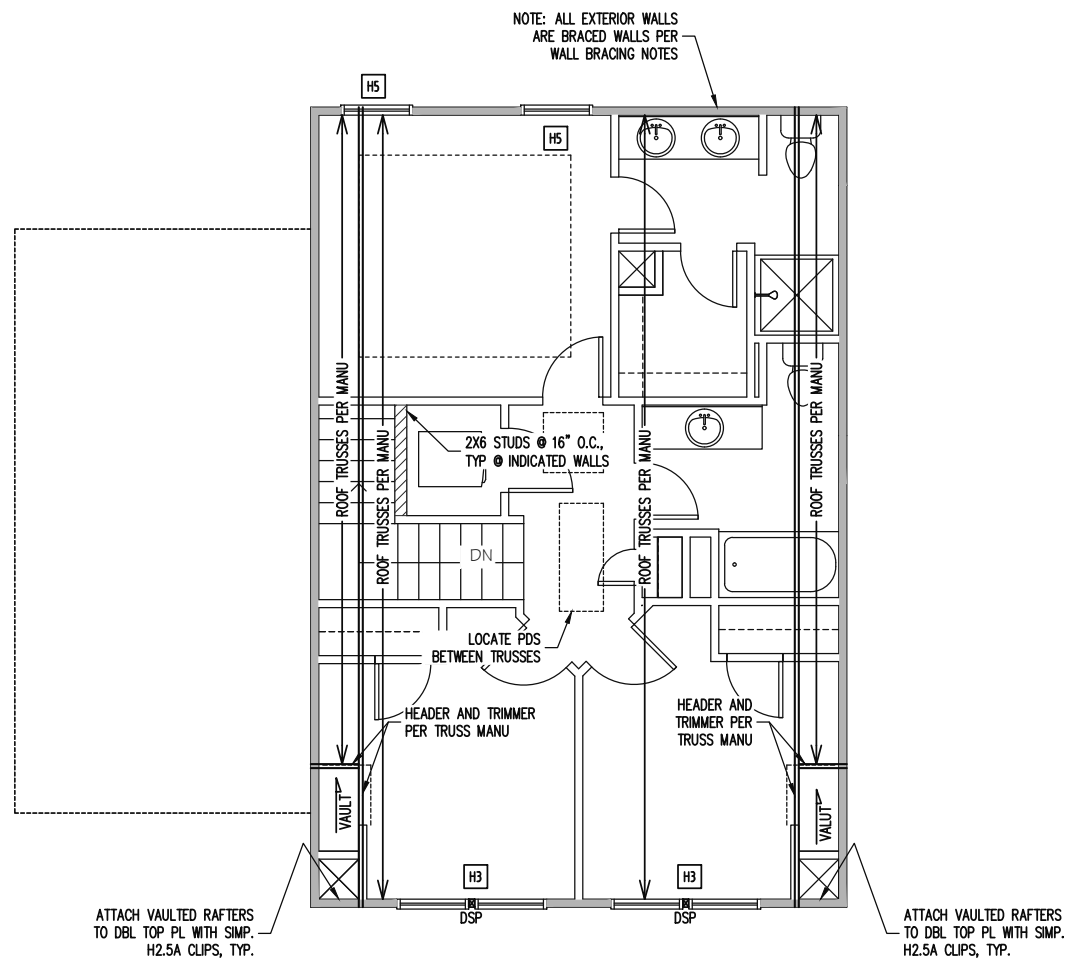 NOTE: ALL EXTERIOR WALLS
ARE BRACED WALLS PER
WALL BRACING NOTES
H5
H5
ROOF TRUSSES PER MANU
ROOF TRUSSES PER MANU
ROOF TRUSSES PER MANU
ROOF TRUSSES PER MANU
2X6 STUDS @ 16" O.C.,
TYP @ INDICATED WALLS
DN
LOCATE PDS
BETWEEN TRUSSES
HEADER AND TRIMMER
PER TRUSS MANU
HEADER AND
TRIMMER PER
TRUSS MANU
VAULT
VALUT
H3
H3
DSP
DSP
ATTACH VAULTED RAFTERS
TO DBL TOP PL WITH SIMP.
H2.5A CLIPS, TYP.
ATTACH VAULTED RAFTERS
TO DBL TOP PL WITH SIMP.
H2.5A CLIPS, TYP.